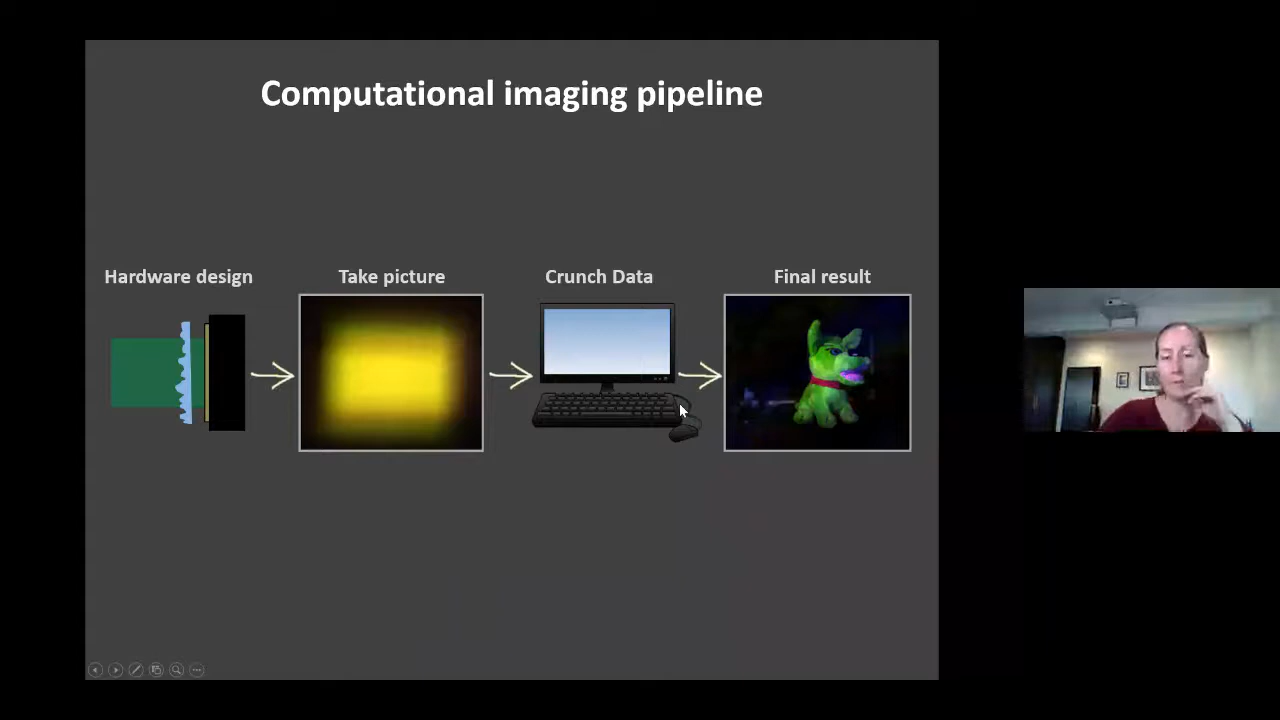 Computational imaging pipeline
Hardware design
Take picture
Crunch Data
Final result